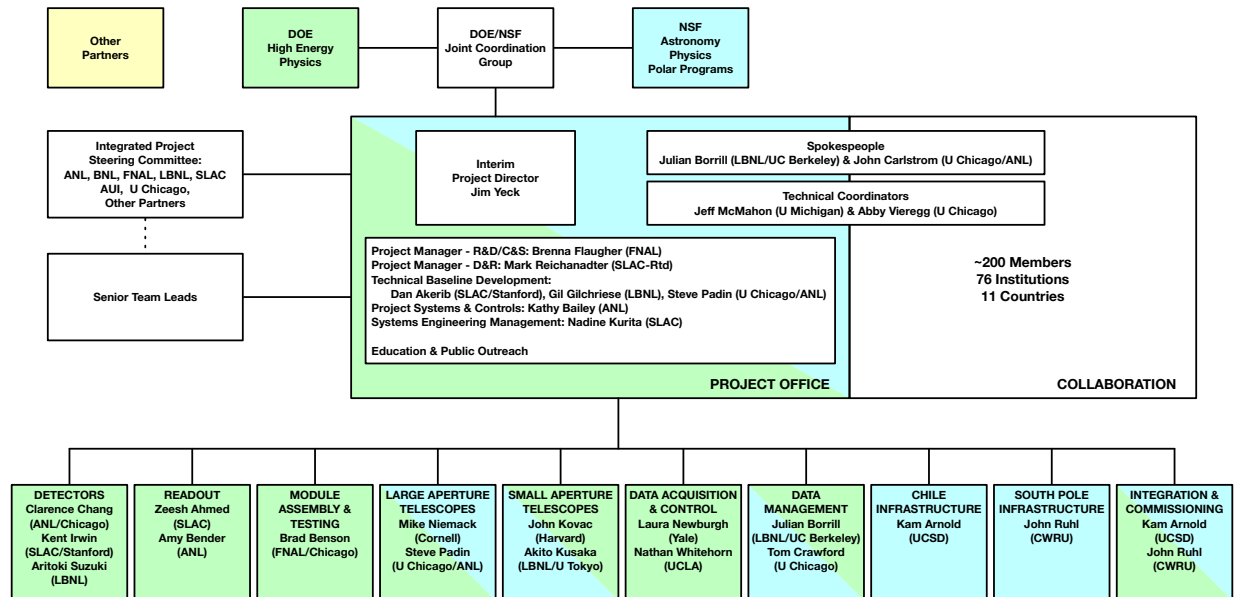 Other
Partners
DOE
High Energy
Physics
DOE/NSF
Joint Coordination
Group
NSF
Astronomy
Physics
Polar Programs
Integrated Project
Steering Committee:
ANL, BNL, FNAL, LBNL, SLAC
AUI, U Chicago,
Other Partners
Senior Team Leads
Interim
Project Director
Jim Yeck
Spokespeople
Julian Borrill (LBNL/UC Berkeley) & John Carlstrom (U Chicago/ANL)
Technical Coordinators
Jeff McMahon (U Michigan) & Abby Vieregg (U Chicago)
Project Manager - R&D/C&S: Brenna Flaugher (FNAL)
Project Manager - D&R: Mark Reichanadter (SLAC-Rtd)
Technical Baseline Development:
Dan Akerib (SLAC/Stanford), Gil Gilchriese (LBNL), Steve Padin (U Chicago/ANL)
Project Systems & Controls: Kathy Bailey (ANL)
Systems Engineering Management: Nadine Kurita (SLAC)
Education & Public Outreach
PROJECT OFFICE
~200 Members
76 Institutions
11 Countries
COLLABORATION
DETECTORS
Clarence Chang
(ANL/Chicago)
Kent Irwin
(SLAC/Stanford)
Aritoki Suzuki
(LBNL)
READOUT
Zeesh Ahmed
(SLAC)
Amy Bender
(ANL)
MODULE
ASSEMBLY &
TESTING
Brad Benson
(FNAL/Chicago)
LARGE APERTURE
TELESCOPES
Mike Niemack
(Cornell)
Steve Padin
(U Chicago/ANL)
SMALL APERTURE
TELESCOPES
John Kovac
(Harvard)
Akito Kusaka
(LBNL/U Tokyo)
DATA ACQUISITION
& CONTROL
Laura Newburgh
(Yale)
Nathan Whitehorn
(UCLA)
DATA
MANAGEMENT
Julian Borrill
(LBNL/UC Berkeley)
Tom Crawford
(U Chicago)
CHILE
INFRASTRUCTURE
Kam Arnold
(UCSD)
SOUTH POLE
INFRASTRUCTURE
John Ruhl
(CWRU)
INTEGRATION &
COMMISSIONING
Kam Arnold
(UCSD)
John Ruhl
(CWRU)